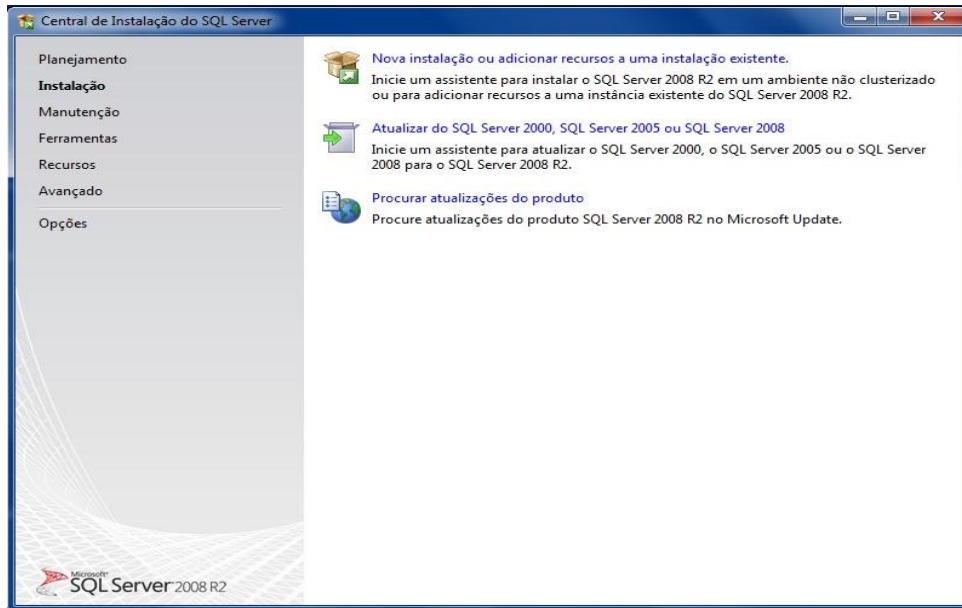 Central de Instalação do SQL Server
Planejamento
Instalação
Manutenção
Ferramentas
Recursos
Avançado
Opções
Nova instalação ou adicionar recursos a uma instalação existente.
Inicie um assistente para instalar o SQL Server 2008 R2 em um ambiente não clusterizado
ou para adicionar recursos a uma instância existente do SQL Server 2008 R2.
Atualizar do SQL Server 2000, SQL Server 2005 ou SQL Server 2008
Inicie um assistente para atualizar o SQL Server 2000, o SQL Server 2005 ou o SQL Server
2008 para o SQL Server 2008 R2.
Procurar atualizações do produto
Procure atualizações do produto SQL Server 2008 R2 no Microsoft Update.
Microsoft
SQL Server 2008 R2